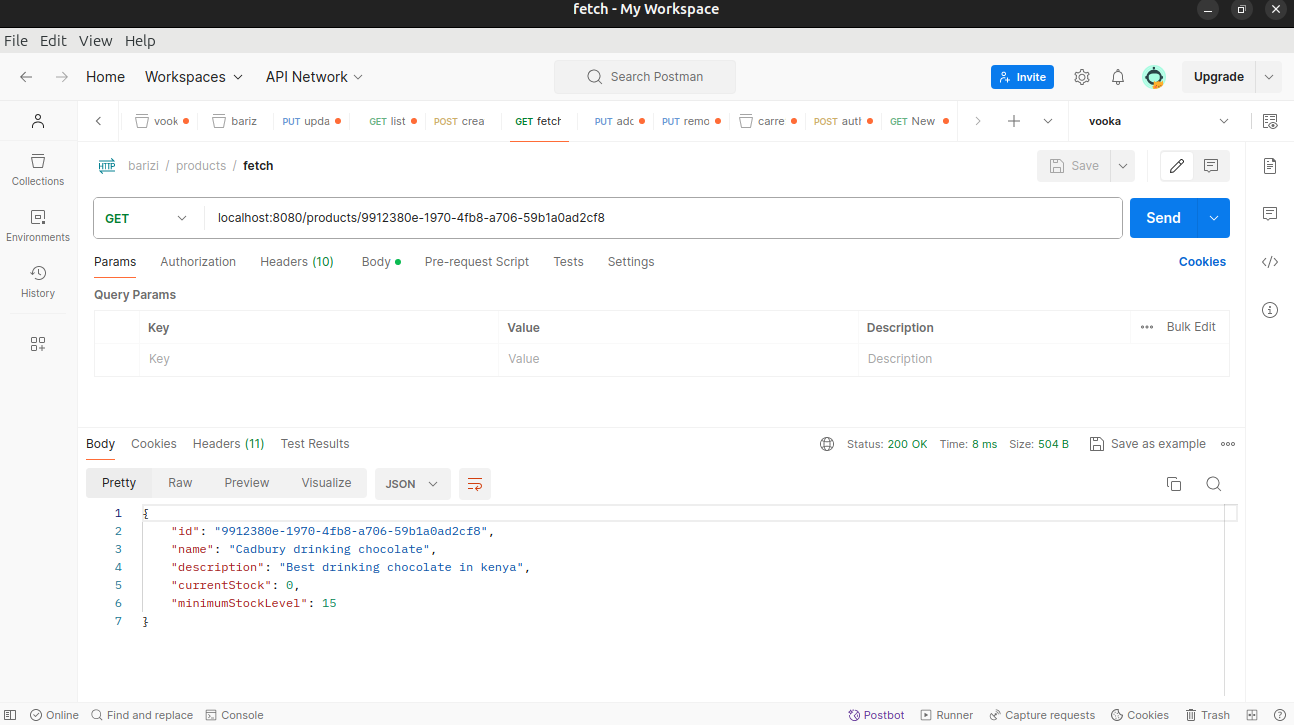 fetch - My Workspace
File Edit View Help
Home Workspaces API Network Search Postman Invite Upgrade
vook bariz PUT upda GET list POST crea GET fetch PUT adc PUT remo carre POST auth GET New vooka
HTTP barizi / products / fetch Save
Collections
GET localhost:8080/products/9912380e-1970-4fb8-a706-59b1a0ad2cf8 Send
Environments
Params Authorization Headers (10) Body Pre-request Script Tests Settings Cookies
History
Query Params
Key Value Description Bulk Edit
Key Value Description
Body Cookies Headers (11) Test Results Status: 200 OK Time: 8 ms Size: 504 B Save as example
Pretty Raw Preview Visualize JSON
1 {
2 "id": "9912380e-1970-4fb8-a706-59b1a0ad2cf8",
3 "name": "Cadbury drinking chocolate",
4 "description": "Best drinking chocolate in kenya",
5 "currentStock": 0,
6 "minimumStockLevel": 15
7 }
Online Find and replace Console Postbot Runner Capture requests Cookies Trash